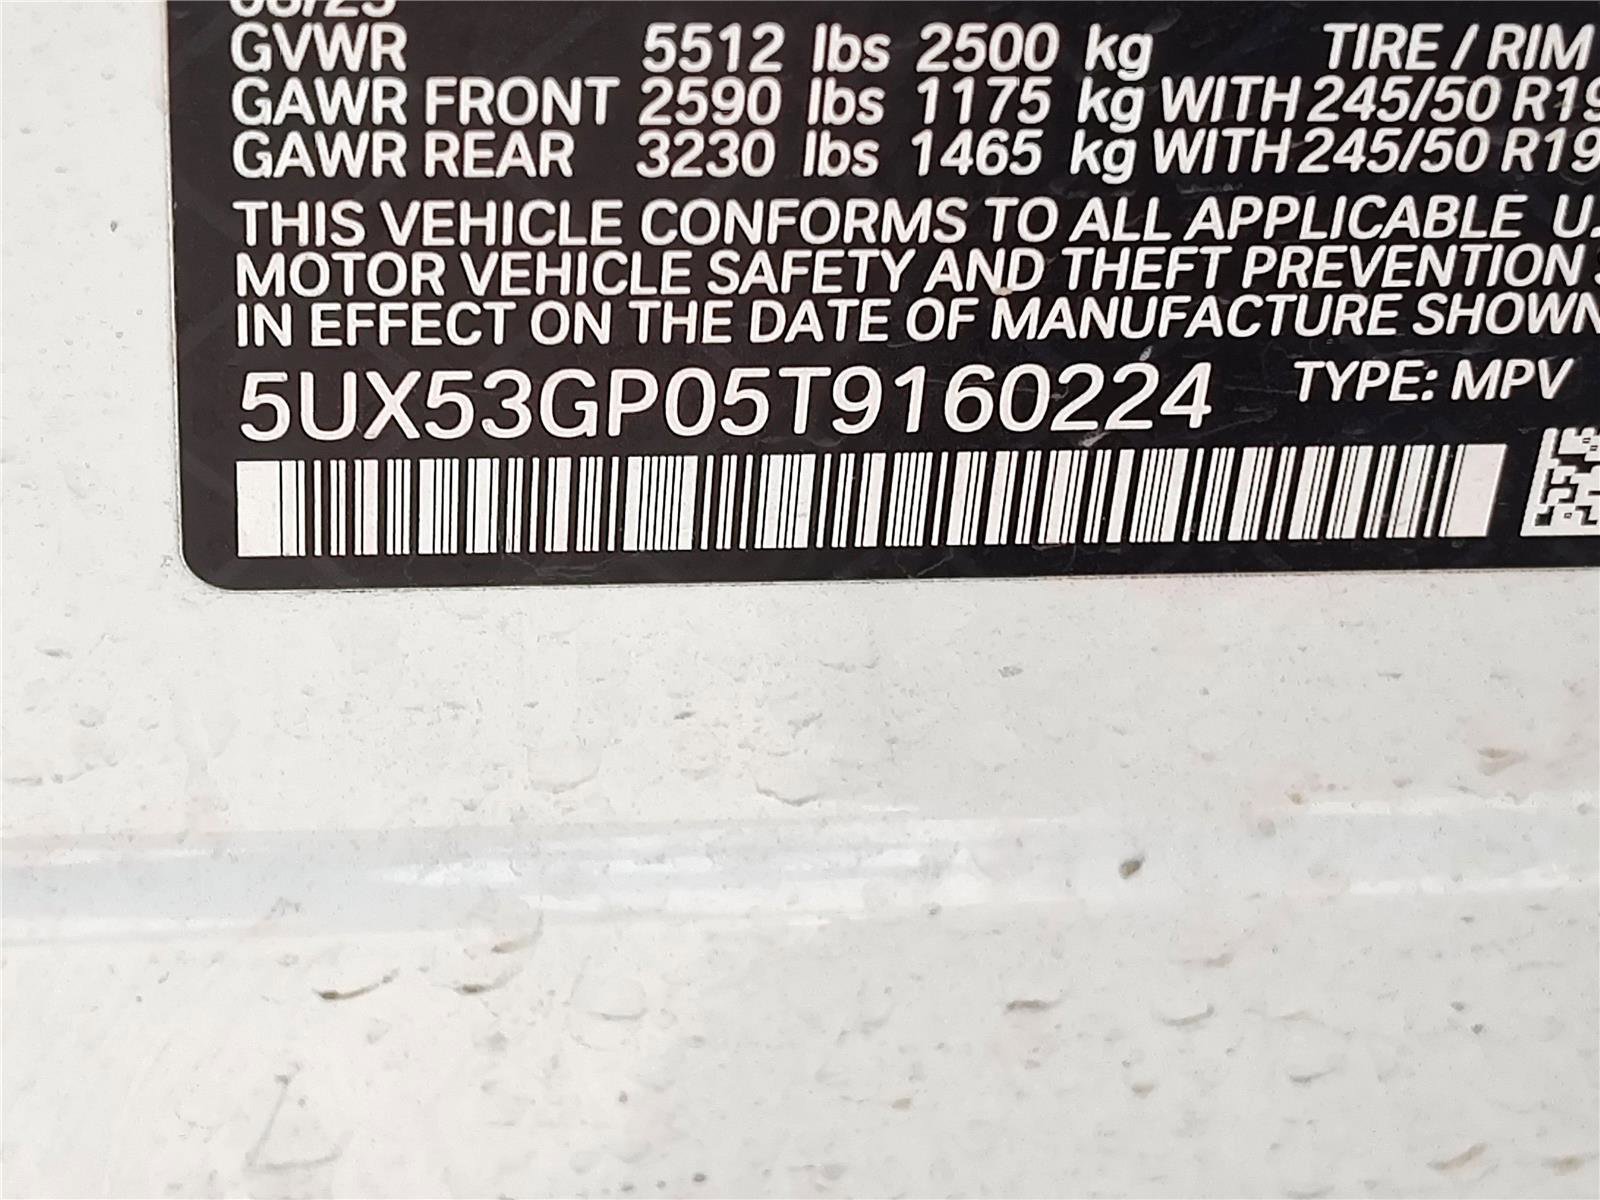 08/25
GVWR 5512 lbs 2500 kg TIRE / RIM
GAWR FRONT 2590 lbs 1175 kg WITH 245/50 R19
GAWR REAR 3230 lbs 1465 kg WITH 245/50 R19
THIS VEHICLE CONFORMS TO ALL APPLICABLE U.
MOTOR VEHICLE SAFETY AND THEFT PREVENTION
IN EFFECT ON THE DATE OF MANUFACTURE SHOWN
5UX53GP05T9160224 TYPE: MPV